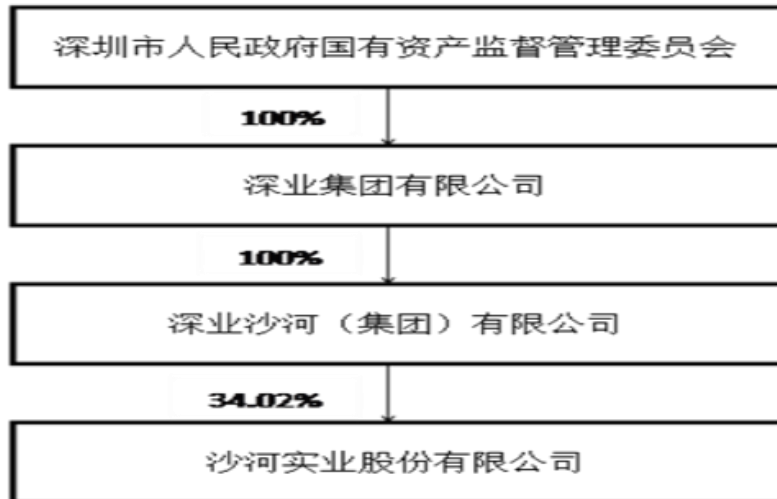 深圳市人民政府国有资产监督管理委员会
100%
深业集团有限公司
100%
深业沙河（集团）有限公司
34.02%
沙河实业股份有限公司